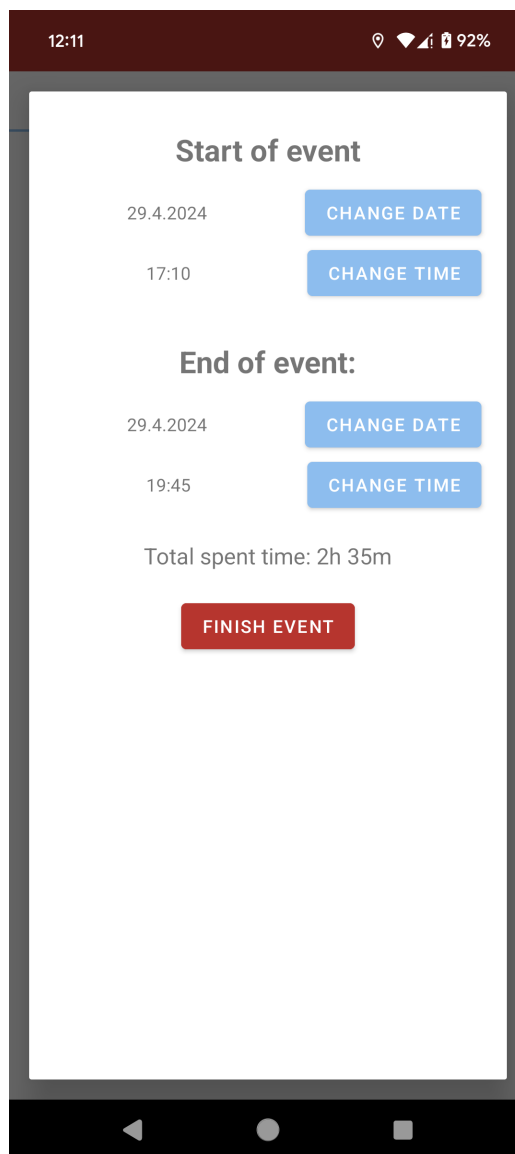 12:11 92%
Start of event
29.4.2024 CHANGE DATE
17:10 CHANGE TIME
End of event:
29.4.2024 CHANGE DATE
19:45 CHANGE TIME
Total spent time: 2h 35m
FINISH EVENT